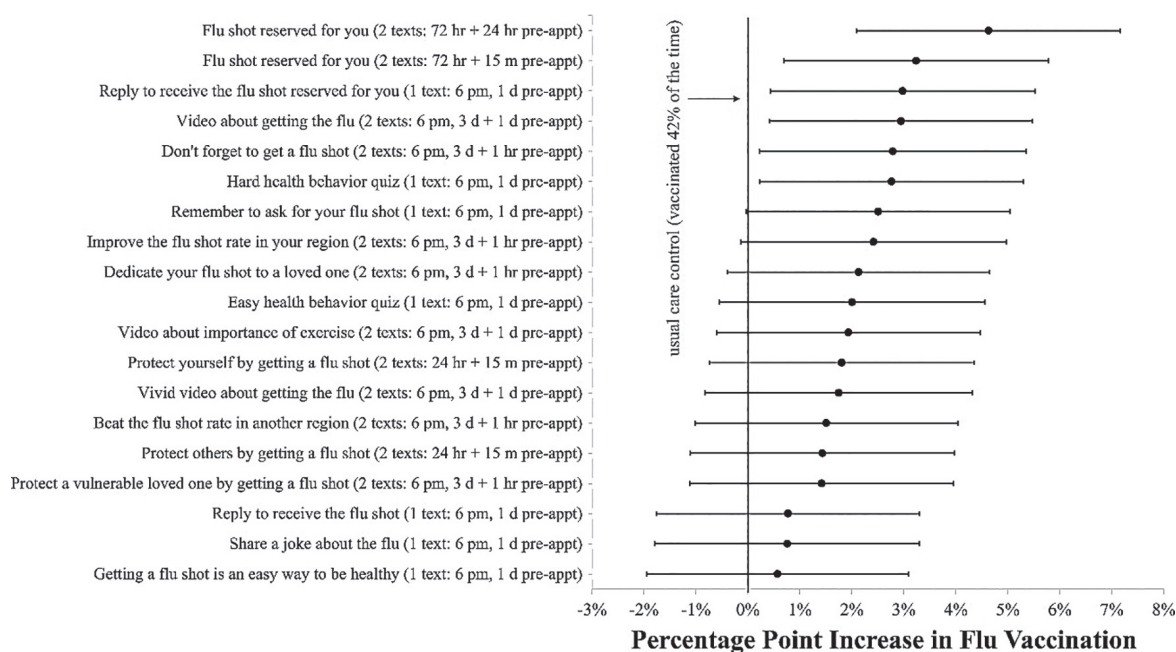 Flu shot reserved for you (2 texts: 72 hr + 24 hr pre-appt)
Flu shot reserved for you (2 texts: 72 hr + 15 m pre-appt)
Reply to receive the flu shot reserved for you (1 text: 6 pm, 1 d pre-appt)
Video about getting the flu (2 texts: 6 pm, 3 d + 1 d pre-appt)
Don't forget to get a flu shot (2 texts: 6 pm, 3 d + 1 hr pre-appt)
Hard health behavior quiz (1 text: 6 pm, 1 d pre-appt)
Remember to ask for your flu shot (1 text: 6 pm, 1 d pre-appt)
Improve the flu shot rate in your region (2 texts: 6 pm, 3 d + 1 hr pre-appt)
Dedicate your flu shot to a loved one (2 texts: 6 pm, 3 d + 1 hr pre-appt)
Easy health behavior quiz (1 text: 6 pm, 1 d pre-appt)
Video about importance of exercise (2 texts: 6 pm, 3 d + 1 d pre-appt)
Protect yourself by getting a flu shot (2 texts: 24 hr + 15 m pre-appt)
Vivid video about getting the flu (2 texts: 6 pm, 3 d + 1 d pre-appt)
Beat the flu shot rate in another region (2 texts: 6 pm, 3 d + 1 hr pre-appt)
Protect others by getting a flu shot (2 texts: 24 hr + 15 m pre-appt)
Protect a vulnerable loved one by getting a flu shot (2 texts: 6 pm, 3 d + 1 hr pre-appt)
Reply to receive the flu shot (1 text: 6 pm, 1 d pre-appt)
Share a joke about the flu (1 text: 6 pm, 1 d pre-appt)
Getting a flu shot is an easy way to be healthy (1 text: 6 pm, 1 d pre-appt)
usual care control (vaccinated 42% of the time)
-3% -2% -1% 0% 1% 2% 3% 4% 5% 6% 7% 8%
Percentage Point Increase in Flu Vaccination